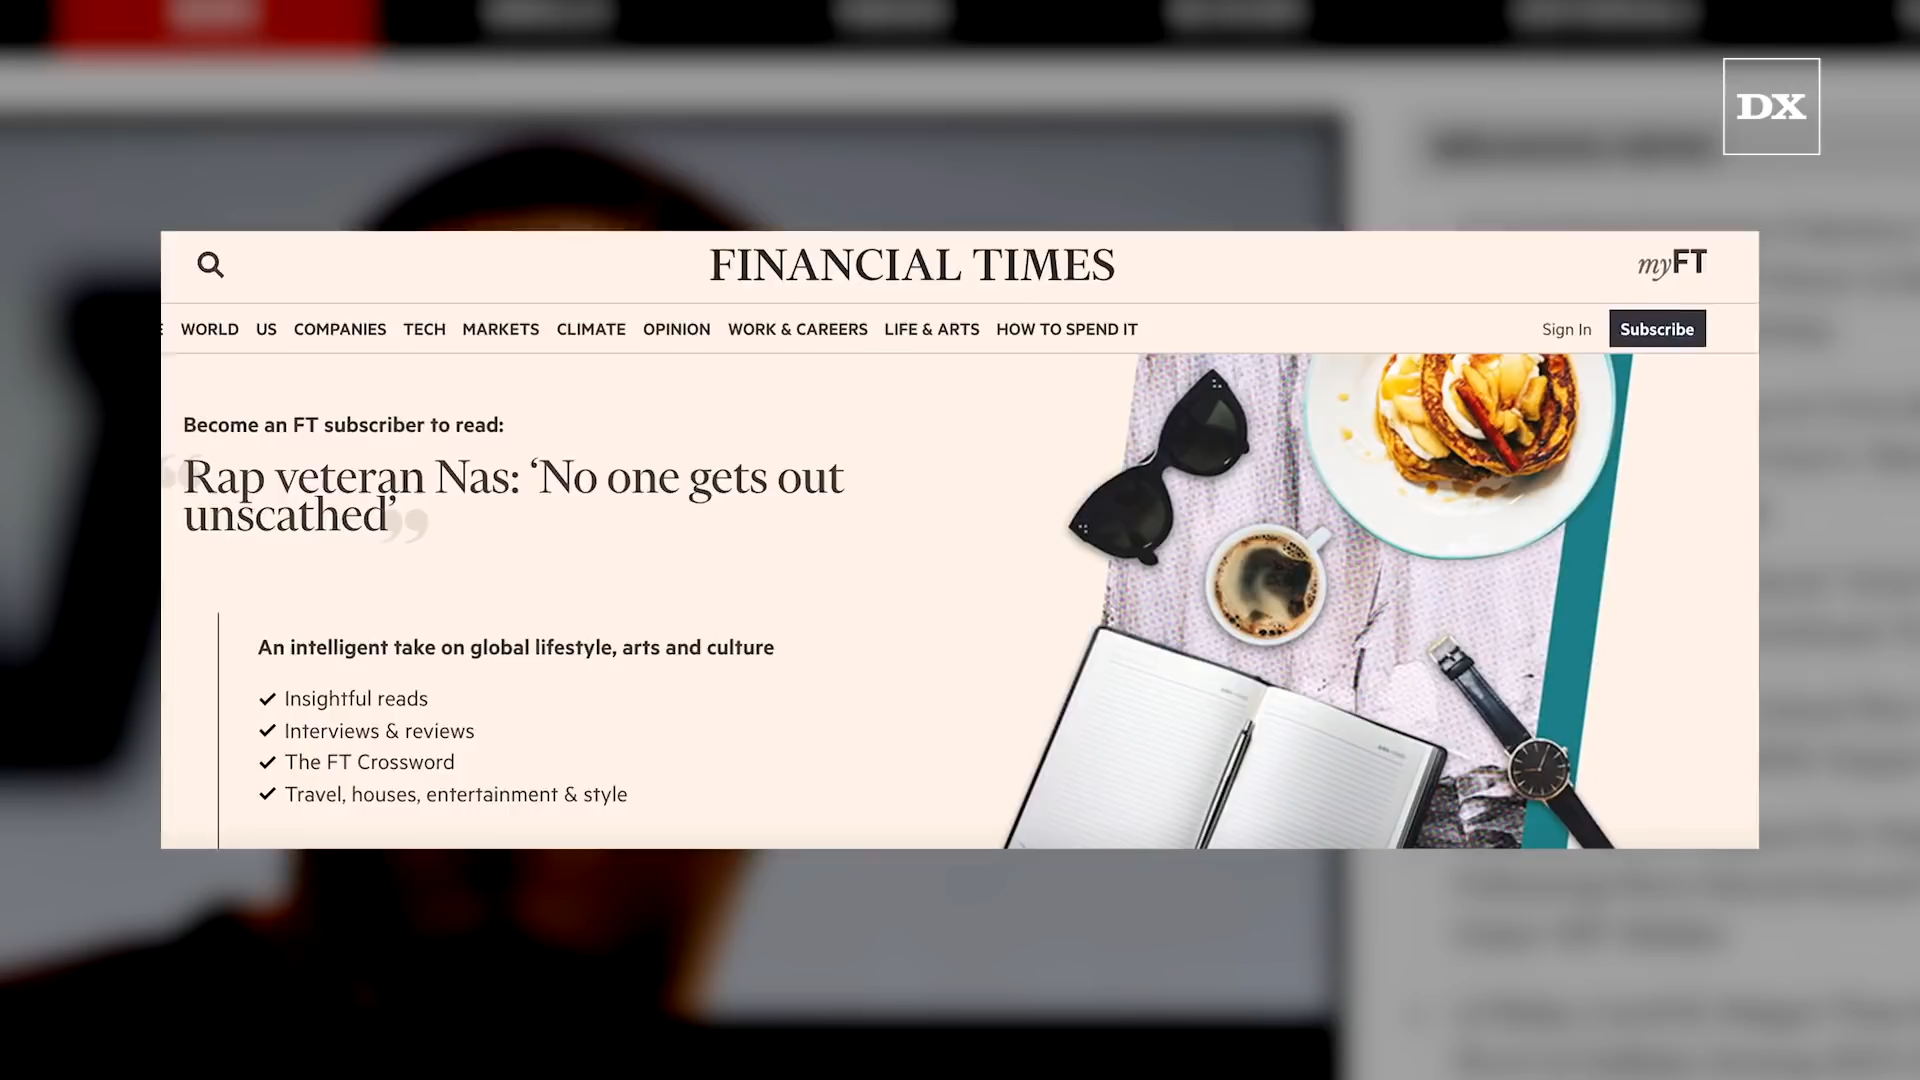 DX
FINANCIAL TIMES
myFT
WORLD US COMPANIES TECH MARKETS CLIMATE OPINION WORK & CAREERS LIFE & ARTS HOW TO SPEND IT
Sign In Subscribe
Become an FT subscriber to read:
Rap veteran Nas: ‘No one gets out
unscathed’
An intelligent take on global lifestyle, arts and culture
✓ Insightful reads
✓ Interviews & reviews
✓ The FT Crossword
✓ Travel, houses, entertainment & style